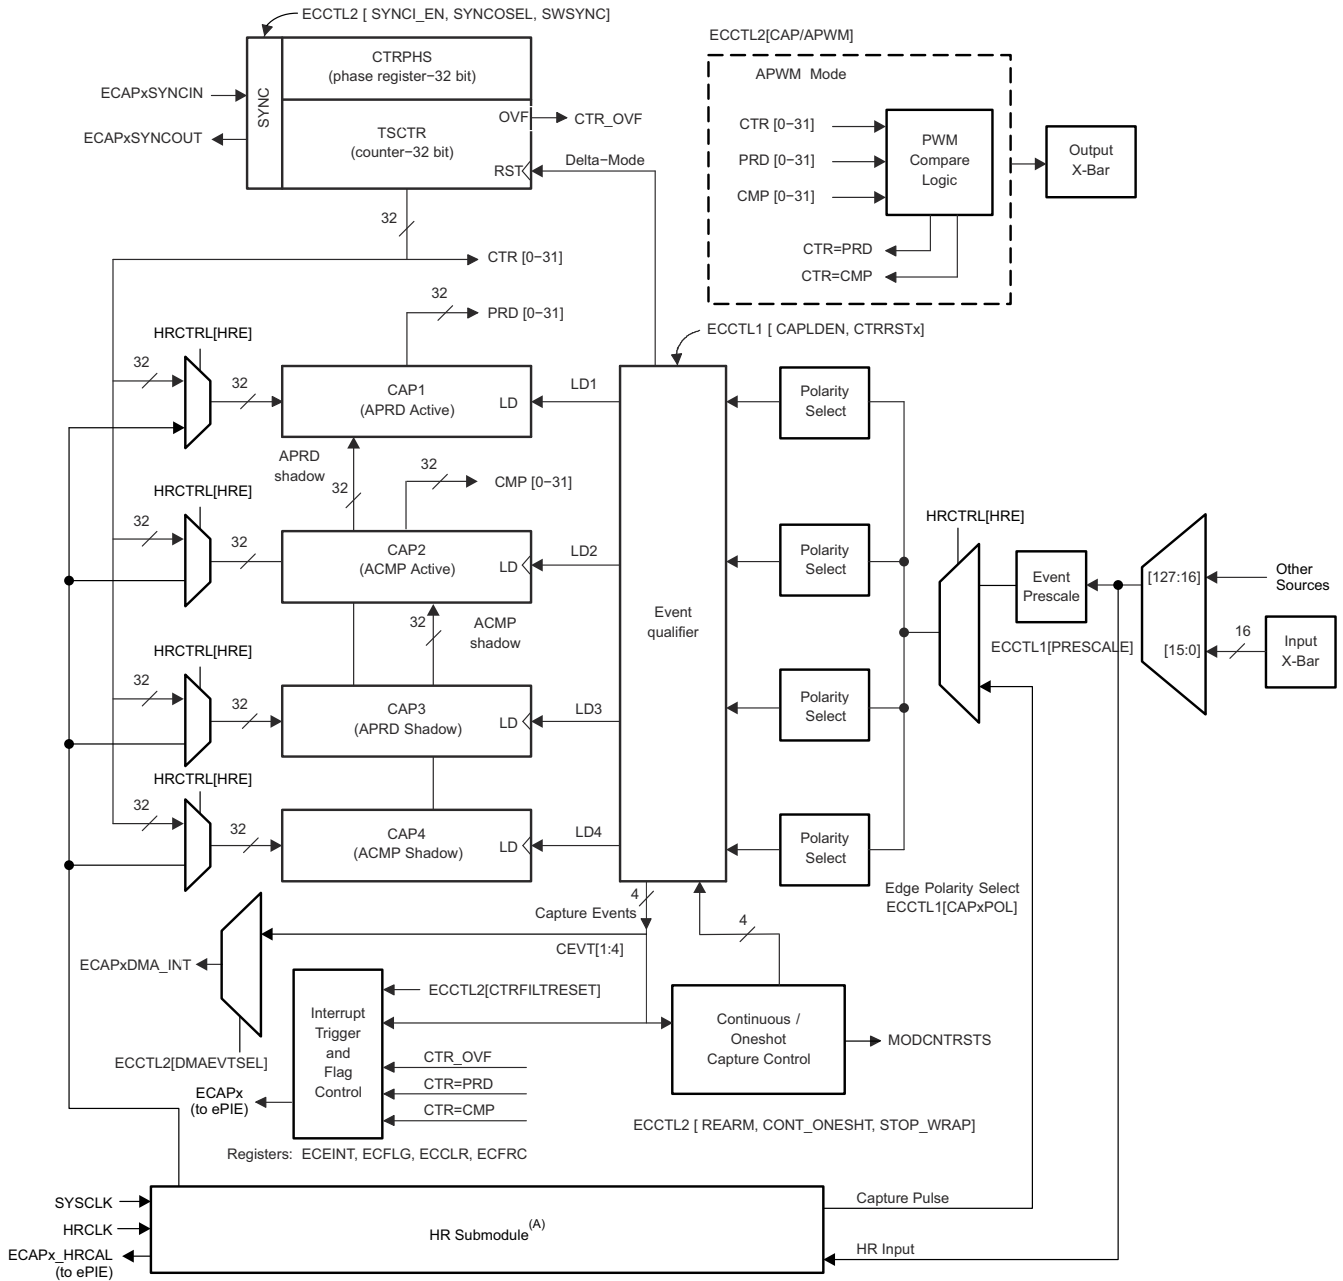 ECCTL2 [ SYNCI_EN, SYNCOSEL, SWSYNC]
SYNC
CTRPHS
(phase register−32 bit)
TSCTR
(counter−32 bit)
OVF
RST
ECAPxSYNCIN
ECAPxSYNCOUT
CTR_OVF
Delta−Mode
ECCTL2[CAP/APWM]
APWM Mode
CTR [0−31]
PRD [0−31]
CMP [0−31]
PWM
Compare
Logic
CTR=PRD
CTR=CMP
Output
X-Bar
32
CTR [0−31]
32
PRD [0−31]
ECCTL1 [ CAPLDEN, CTRRSTx]
HRCTRL[HRE]
32
32
CAP1
(APRD Active)
LD
LD1
Polarity
Select
APRD
shadow
32
32
CMP [0−31]
HRCTRL[HRE]
32
32
CAP2
(ACMP Active)
LD
LD2
Polarity
Select
32
ACMP
shadow
Event
qualifier
HRCTRL[HRE]
Event
Prescale
ECCTL1[PRESCALE]
[127:16]
[15:0]
Other
Sources
16
Input
X-Bar
HRCTRL[HRE]
32
32
CAP3
(APRD Shadow)
LD
LD3
Polarity
Select
HRCTRL[HRE]
32
32
CAP4
(ACMP Shadow)
LD
LD4
Polarity
Select
Edge Polarity Select
ECCTL1[CAPxPOL]
4
Capture Events
CEVT[1:4]
4
ECAPxDMA_INT
ECCTL2[DMAEVTSEL]
Interrupt
Trigger
and
Flag
Control
ECCTL2[CTRFILTRESET]
CTR_OVF
CTR=PRD
CTR=CMP
ECAPx
(to ePIE)
Continuous /
Oneshot
Capture Control
MODCNTRSTS
ECCTL2 [ REARM, CONT_ONESHT, STOP_WRAP]
Registers: ECEINT, ECFLG, ECCLR, ECFRC
SYSCLK
HRCLK
ECAPx_HRCAL
(to ePIE)
HR Submodule(A)
Capture Pulse
HR Input